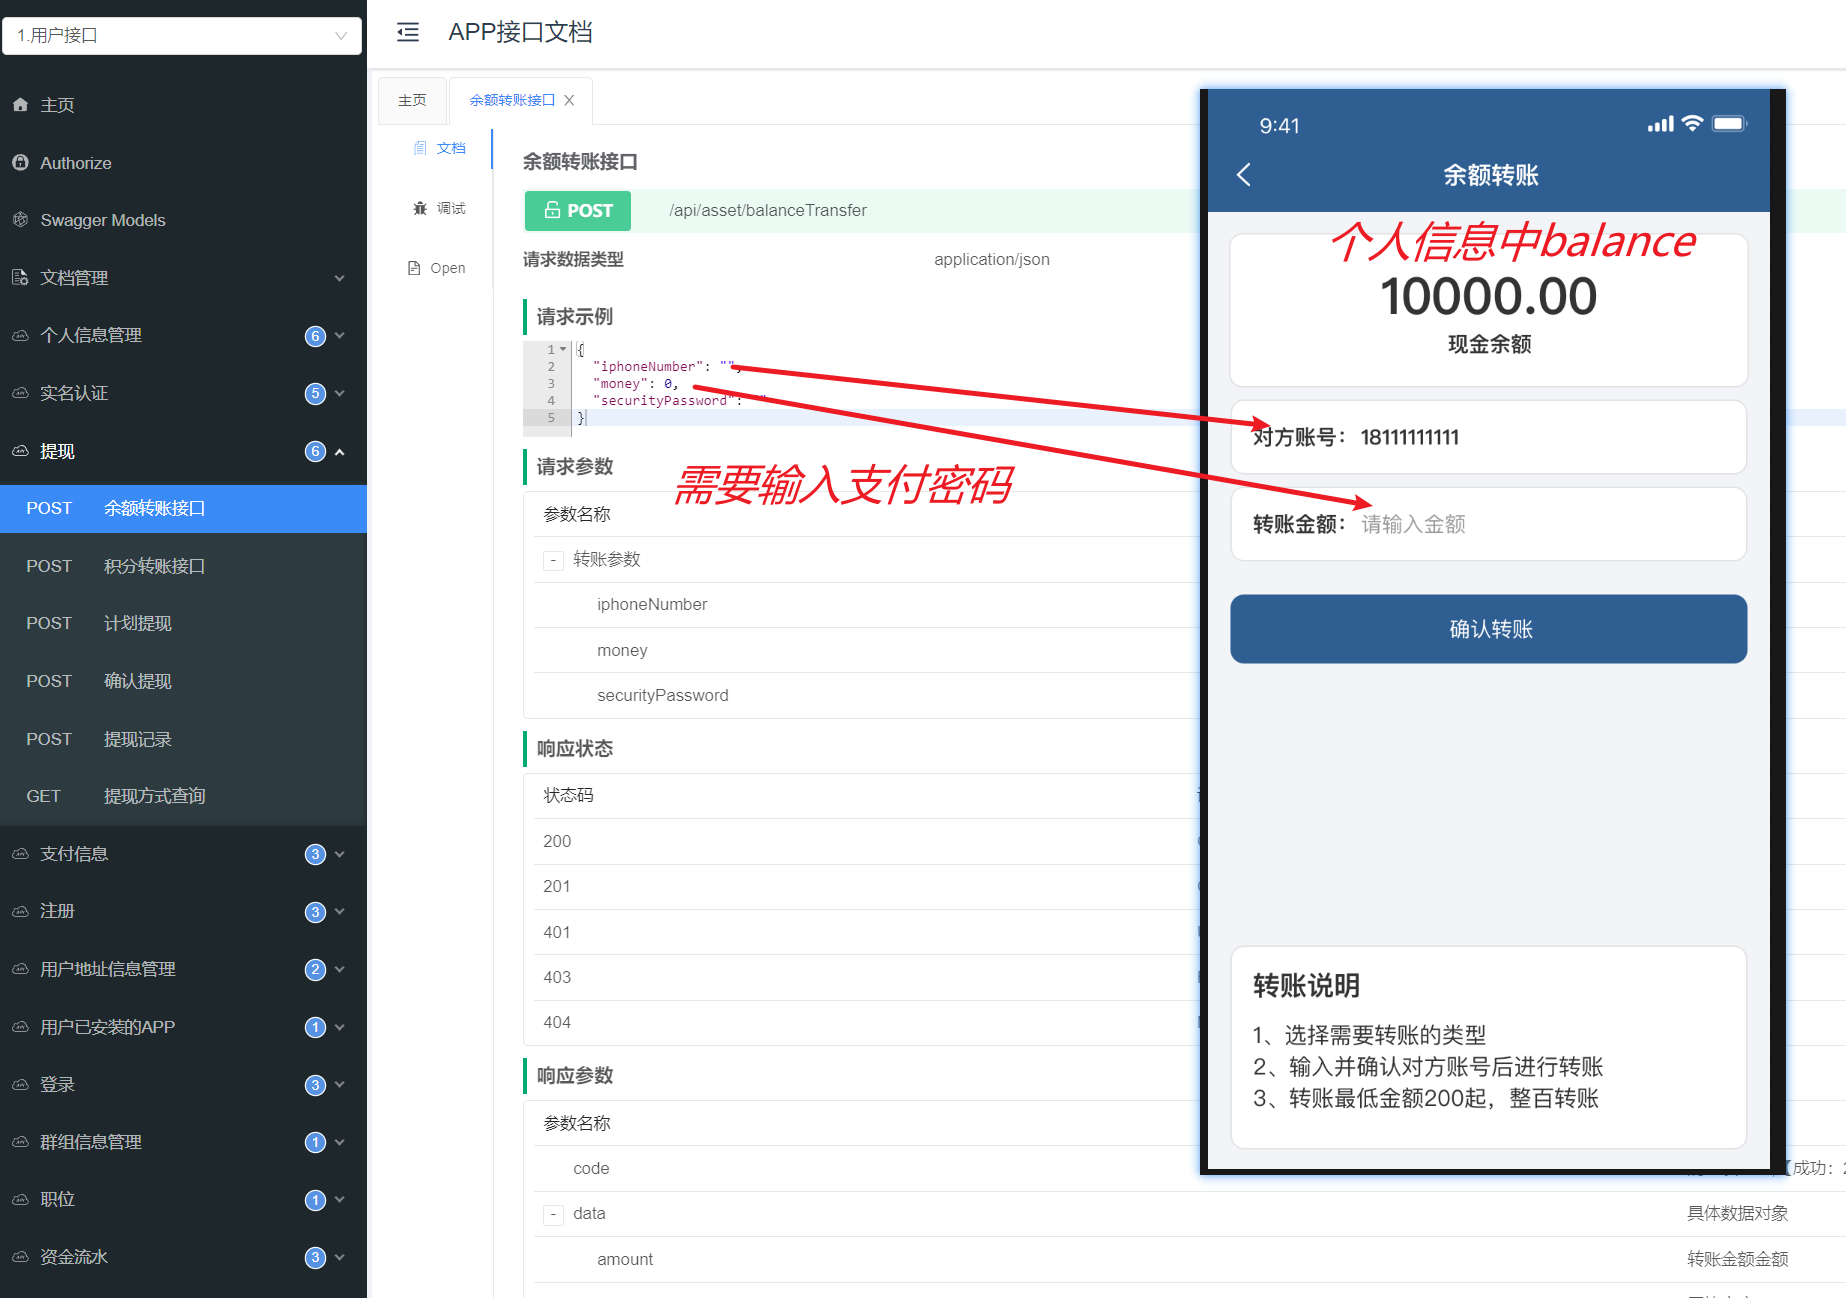 1.用户接口
主页
Authorize
Swagger Models
文档管理
个人信息管理 6
实名认证 5
提现 6
POST 余额转账接口
POST 积分转账接口
POST 计划提现
POST 确认提现
POST 提现记录
GET 提现方式查询
支付信息 3
注册 3
用户地址信息管理 2
用户已安装的APP 1
登录 3
群组信息管理 1
职位 1
资金流水 3
APP接口文档
主页 余额转账接口
文档
调试
Open
余额转账接口
POST /api/asset/balanceTransfer
请求数据类型 application/json
请求示例
1 {
2 "iphoneNumber": "",
3 "money": 0,
4 "securityPassword": ""
5 }
请求参数
需要输入支付密码
参数名称
- 转账参数
iphoneNumber
money
securityPassword
响应状态
状态码
200
201
401
403
404
响应参数
参数名称
code
成功：2
- data 具体数据对象
amount 转账金额金额
9:41
余额转账
个人信息中balance
10000.00
现金余额
对方账号：18111111111
转账金额：请输入金额
确认转账
转账说明
1、选择需要转账的类型
2、输入并确认对方账号后进行转账
3、转账最低金额200起，整百转账